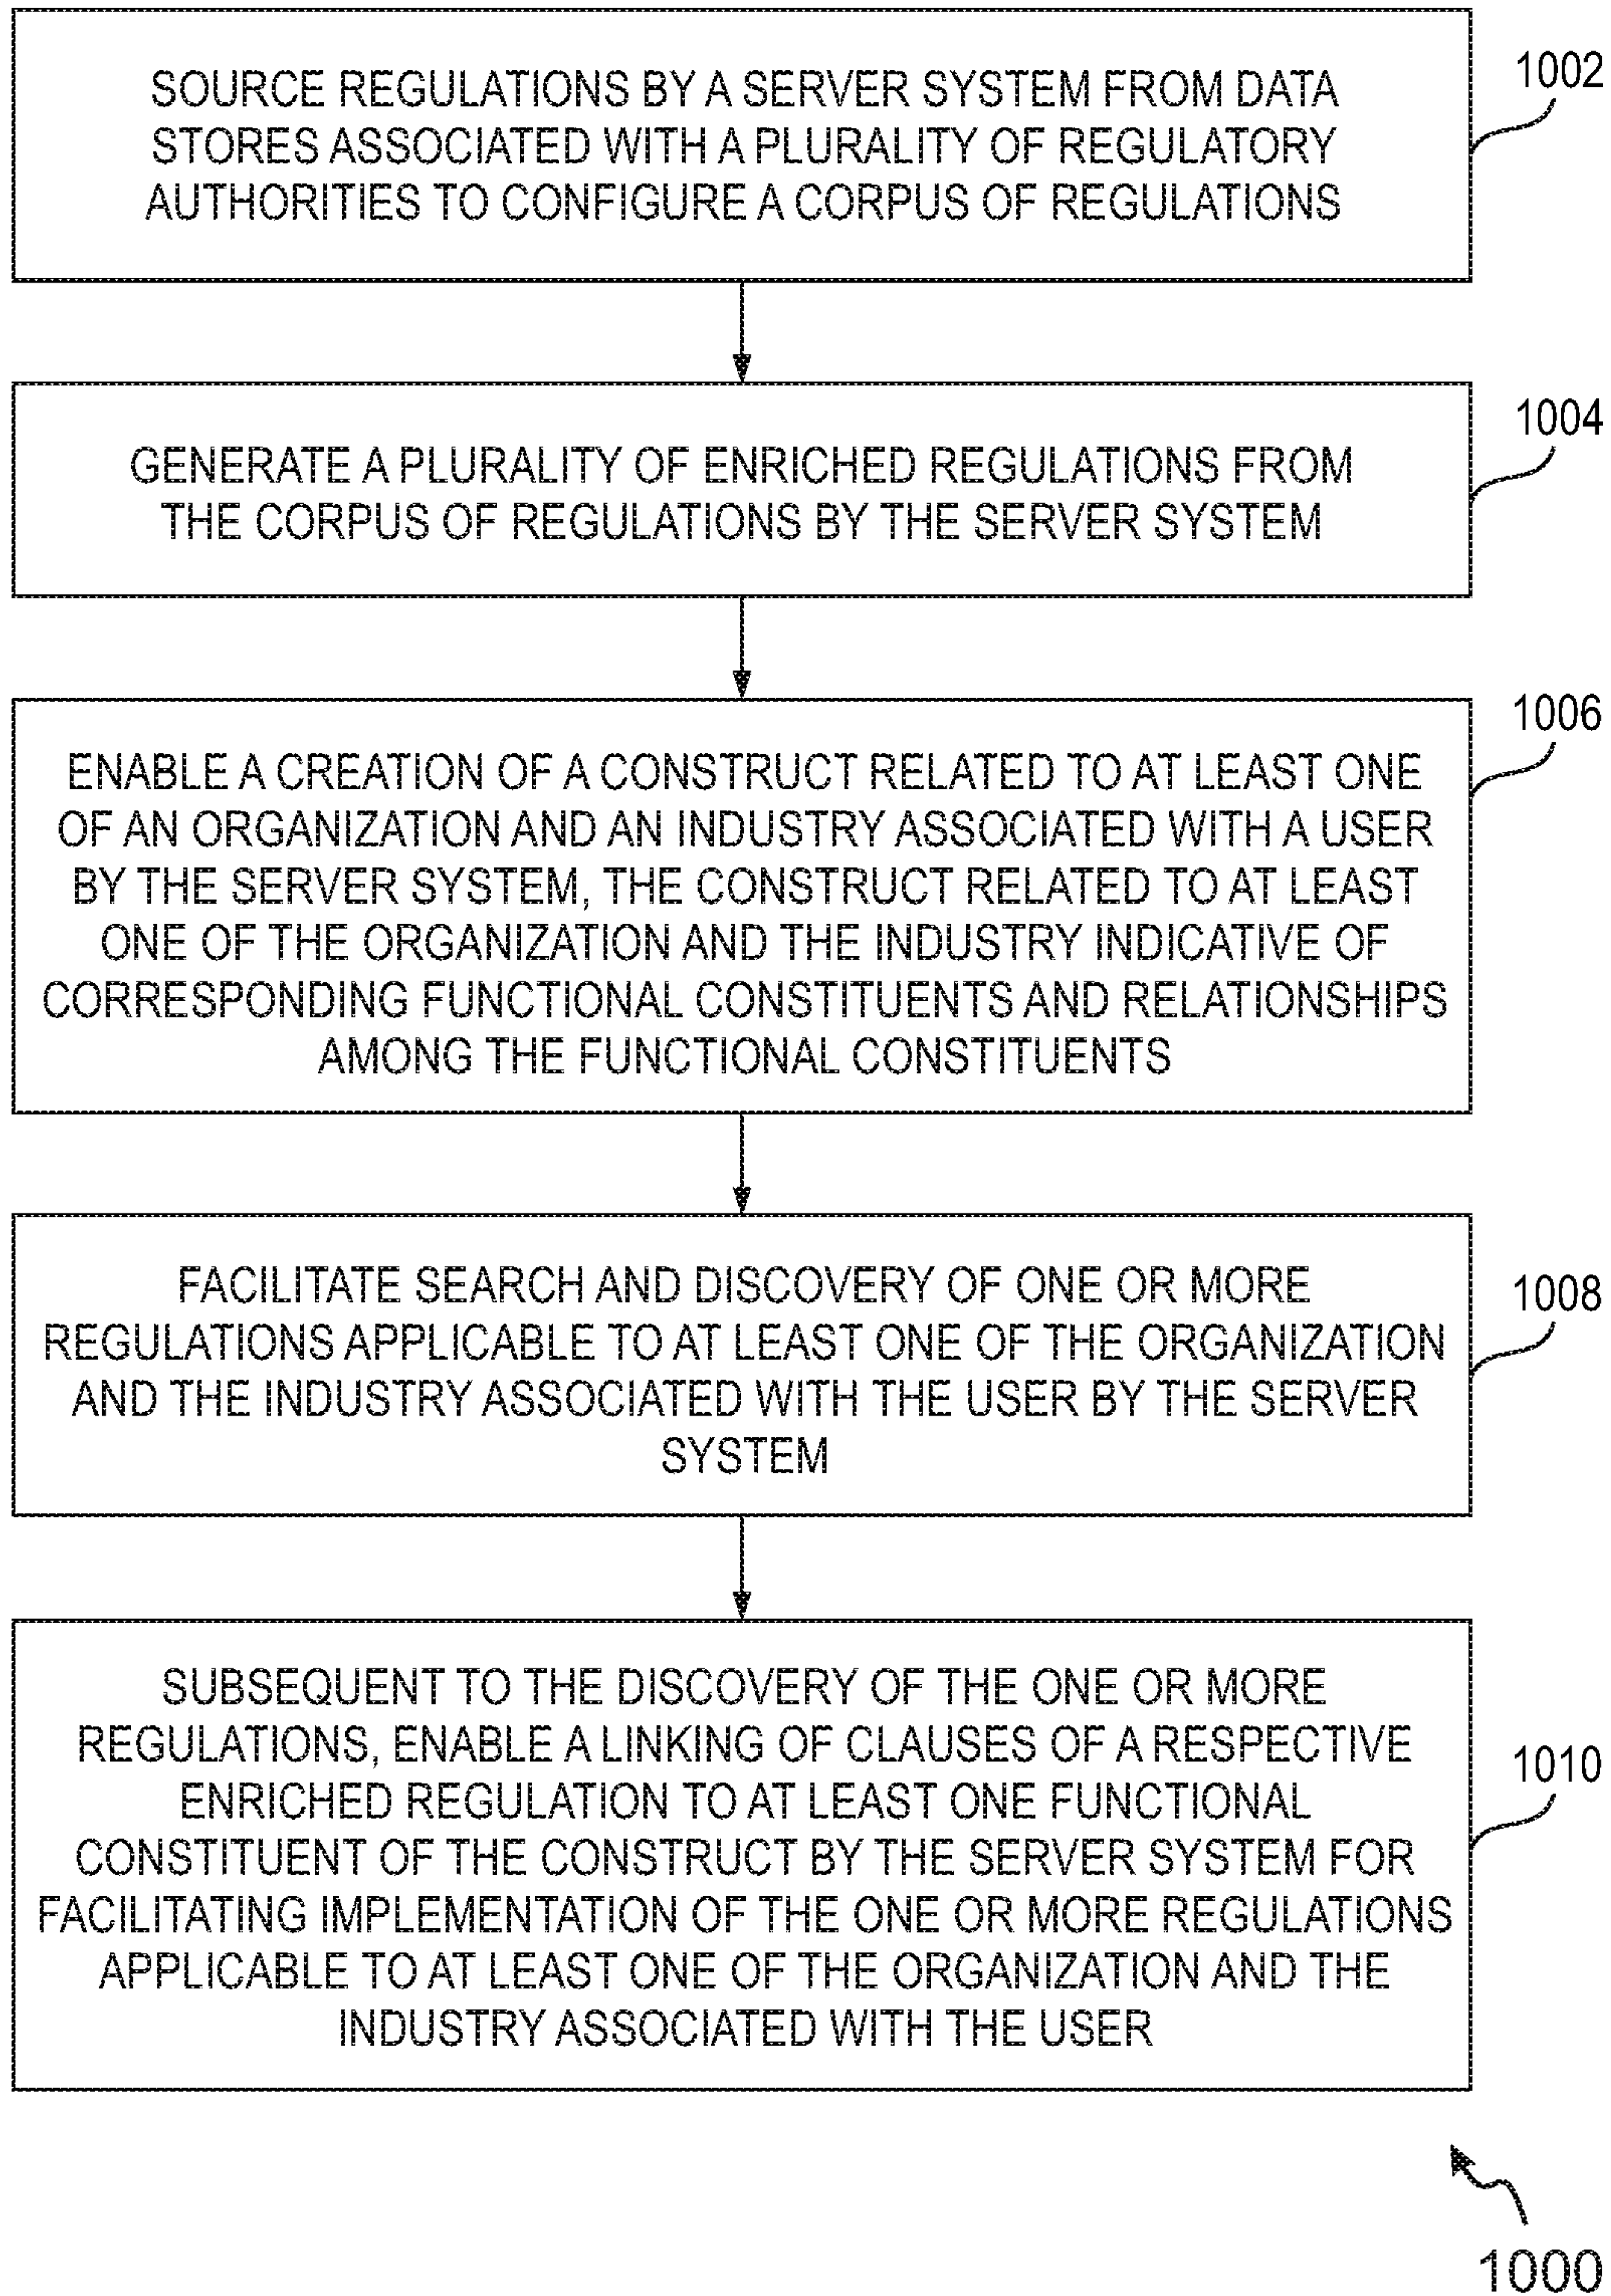 SOURCE REGULATIONS BY A SERVER SYSTEM FROM DATA
STORES ASSOCIATED WITH A PLURALITY OF REGULATORY
AUTHORITIES TO CONFIGURE A CORPUS OF REGULATIONS
1002
GENERATE A PLURALITY OF ENRICHED REGULATIONS FROM
THE CORPUS OF REGULATIONS BY THE SERVER SYSTEM
1004
ENABLE A CREATION OF A CONSTRUCT RELATED TO AT LEAST ONE
OF AN ORGANIZATION AND AN INDUSTRY ASSOCIATED WITH A USER
BY THE SERVER SYSTEM, THE CONSTRUCT RELATED TO AT LEAST
ONE OF THE ORGANIZATION AND THE INDUSTRY INDICATIVE OF
CORRESPONDING FUNCTIONAL CONSTITUENTS AND RELATIONSHIPS
AMONG THE FUNCTIONAL CONSTITUENTS
1006
FACILITATE SEARCH AND DISCOVERY OF ONE OR MORE
REGULATIONS APPLICABLE TO AT LEAST ONE OF THE ORGANIZATION
AND THE INDUSTRY ASSOCIATED WITH THE USER BY THE SERVER
SYSTEM
1008
SUBSEQUENT TO THE DISCOVERY OF THE ONE OR MORE
REGULATIONS, ENABLE A LINKING OF CLAUSES OF A RESPECTIVE
ENRICHED REGULATION TO AT LEAST ONE FUNCTIONAL
CONSTITUENT OF THE CONSTRUCT BY THE SERVER SYSTEM FOR
FACILITATING IMPLEMENTATION OF THE ONE OR MORE REGULATIONS
APPLICABLE TO AT LEAST ONE OF THE ORGANIZATION AND THE
INDUSTRY ASSOCIATED WITH THE USER
1010
1000